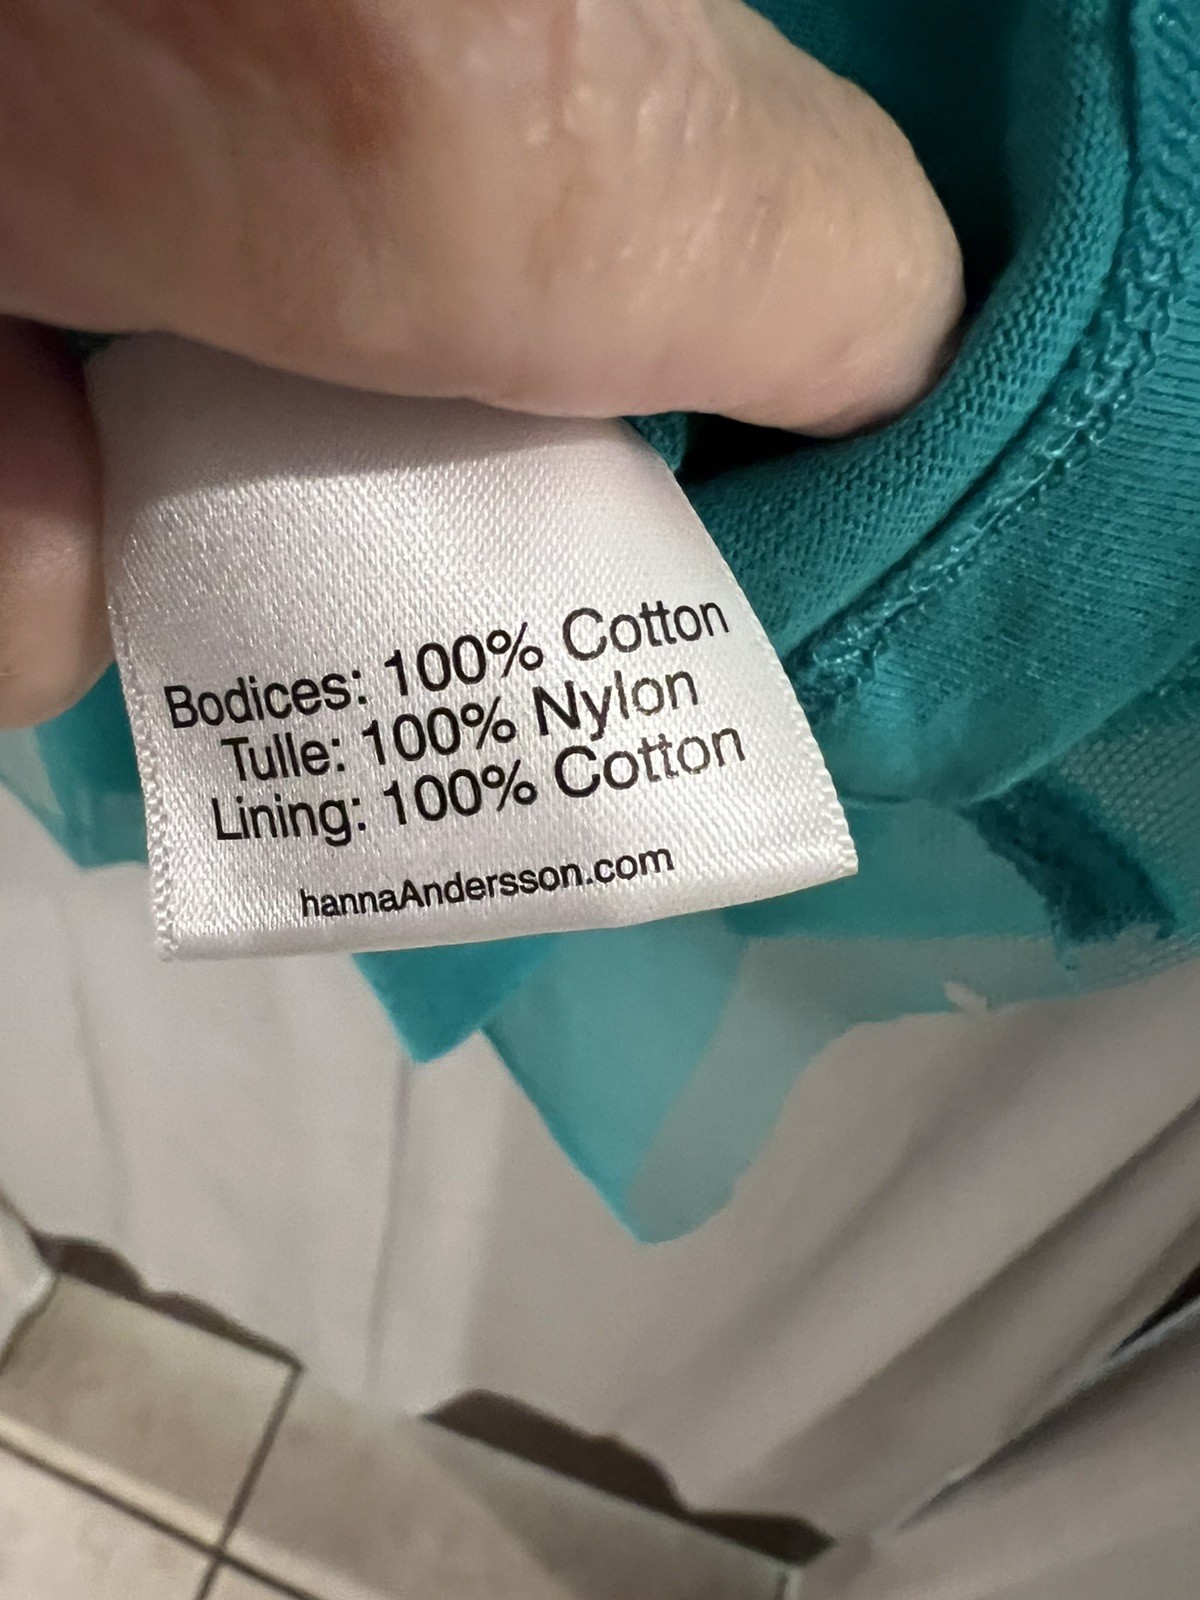 Bodices: 100% Cotton
Tulle: 100% Nylon
Lining: 100% Cotton
hannaAndersson.com